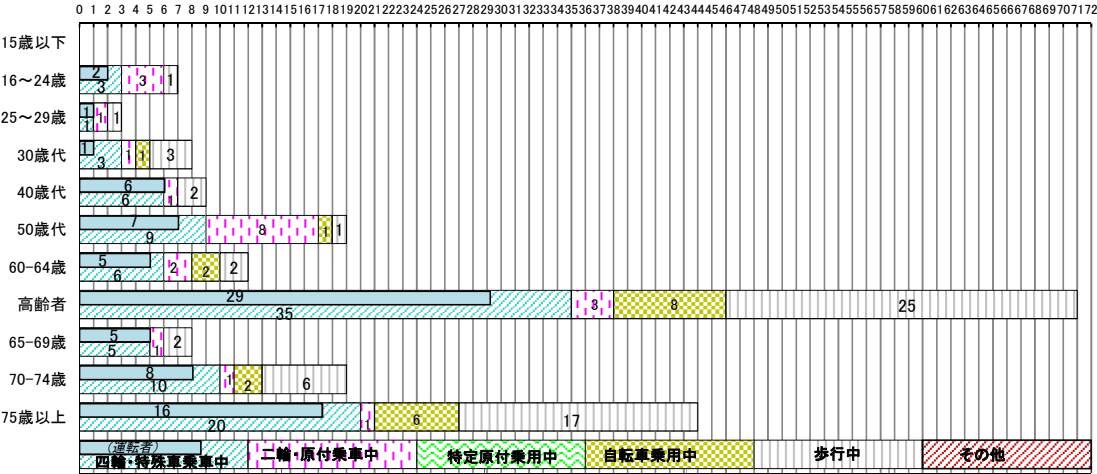 0 1 2 3 4 5 6 7 8 9 10 11 12 13 14 15 16 17 18 19 20 21 22 23 24 25 26 27 28 29 30 31 32 33 34 35 36 37 38 39 40 41 42 43 44 45 46 47 48 49 50 51 52 53 54 55 56 57 58 59 60 61 62 63 64 65 66 67 68 69 70 71 72
15歳以下
16～24歳 2 3 3 1
25～29歳 1 1 1 1
30歳代 1 3 1 1 3
40歳代 6 6 1 2
50歳代 7 9 8 1 1
60-64歳 5 6 2 2 2
高齢者 29 35 3 8 25
65-69歳 5 5 1 2
70-74歳 8 10 1 2 6
75歳以上 16 20 1 6 17
(運転者)
四輪・特殊車乗車中 二輪・原付乗車中 特定原付乗用中 自転車乗用中 歩行中 その他